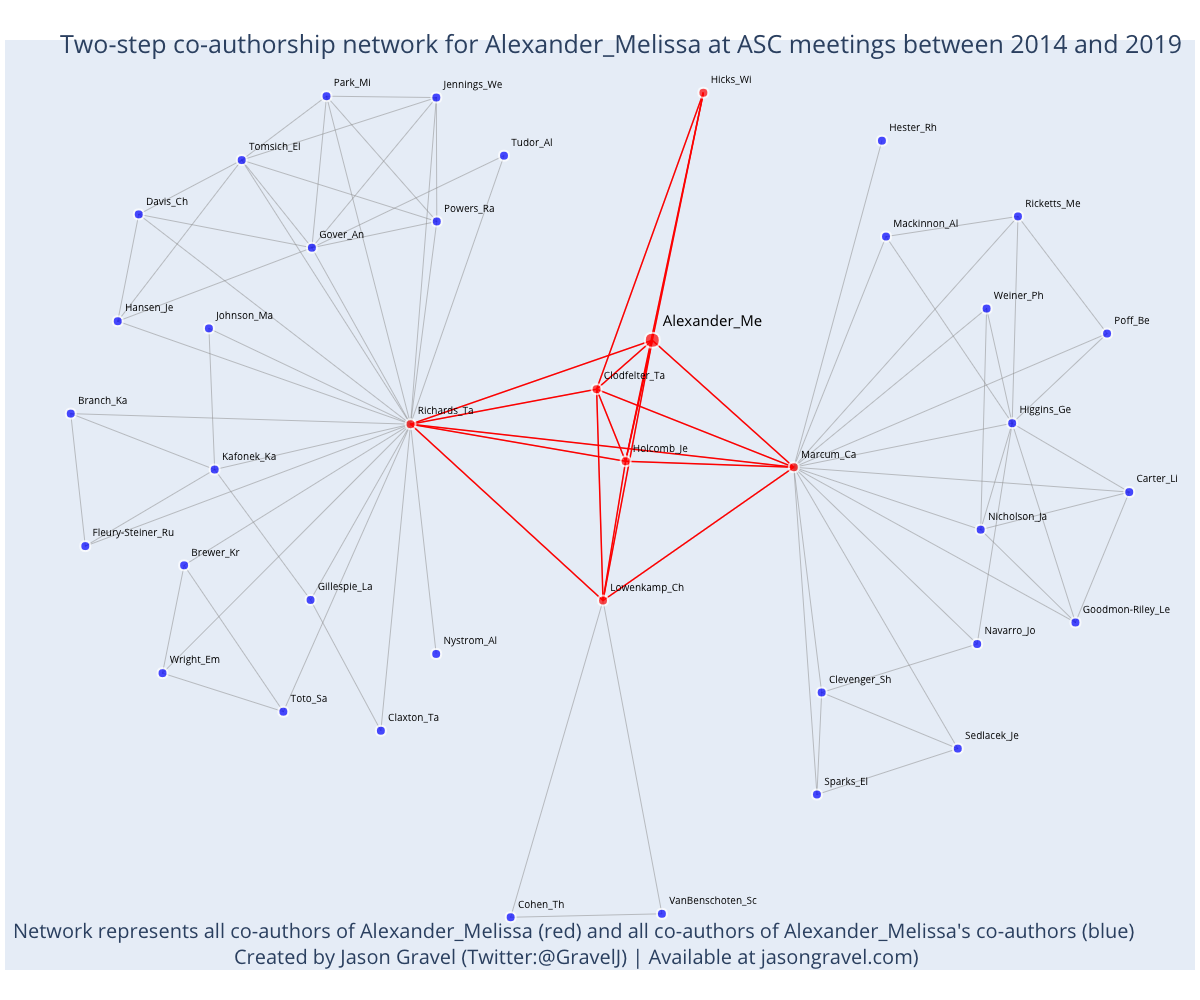 Two-step co-authorship network for Alexander_Melissa at ASC meetings between 2014 and 2019
Hicks_Wi
Park_Mi
Jennings_We
Hester_Rh
Tudor_Al
Tomsich_El
Davis_Ch
Ricketts_Me
Powers_Ra
Mackinnon_Al
Gover_An
Weiner_Ph
Hansen_Je
Johnson_Ma
Alexander_Me
Poff_Be
Clodfelter_Ta
Branch_Ka
Richards_Ta
Higgins_Ge
Holcomb_Je
Kafonek_Ka
Marcum_Ca
Carter_Li
Nicholson_Ja
Fleury-Steiner_Ru
Brewer_Kr
Gillespie_La
Lowenkamp_Ch
Goodmon-Riley_Le
Navarro_Jo
Nystrom_Al
Wright_Em
Clevenger_Sh
Toto_Sa
Claxton_Ta
Sedlacek_Je
Sparks_El
Cohen_Th
VanBenschoten_Sc
Network represents all co-authors of Alexander_Melissa (red) and all co-authors of Alexander_Melissa's co-authors (blue)
Created by Jason Gravel (Twitter:@GravelJ) | Available at jasongravel.com)